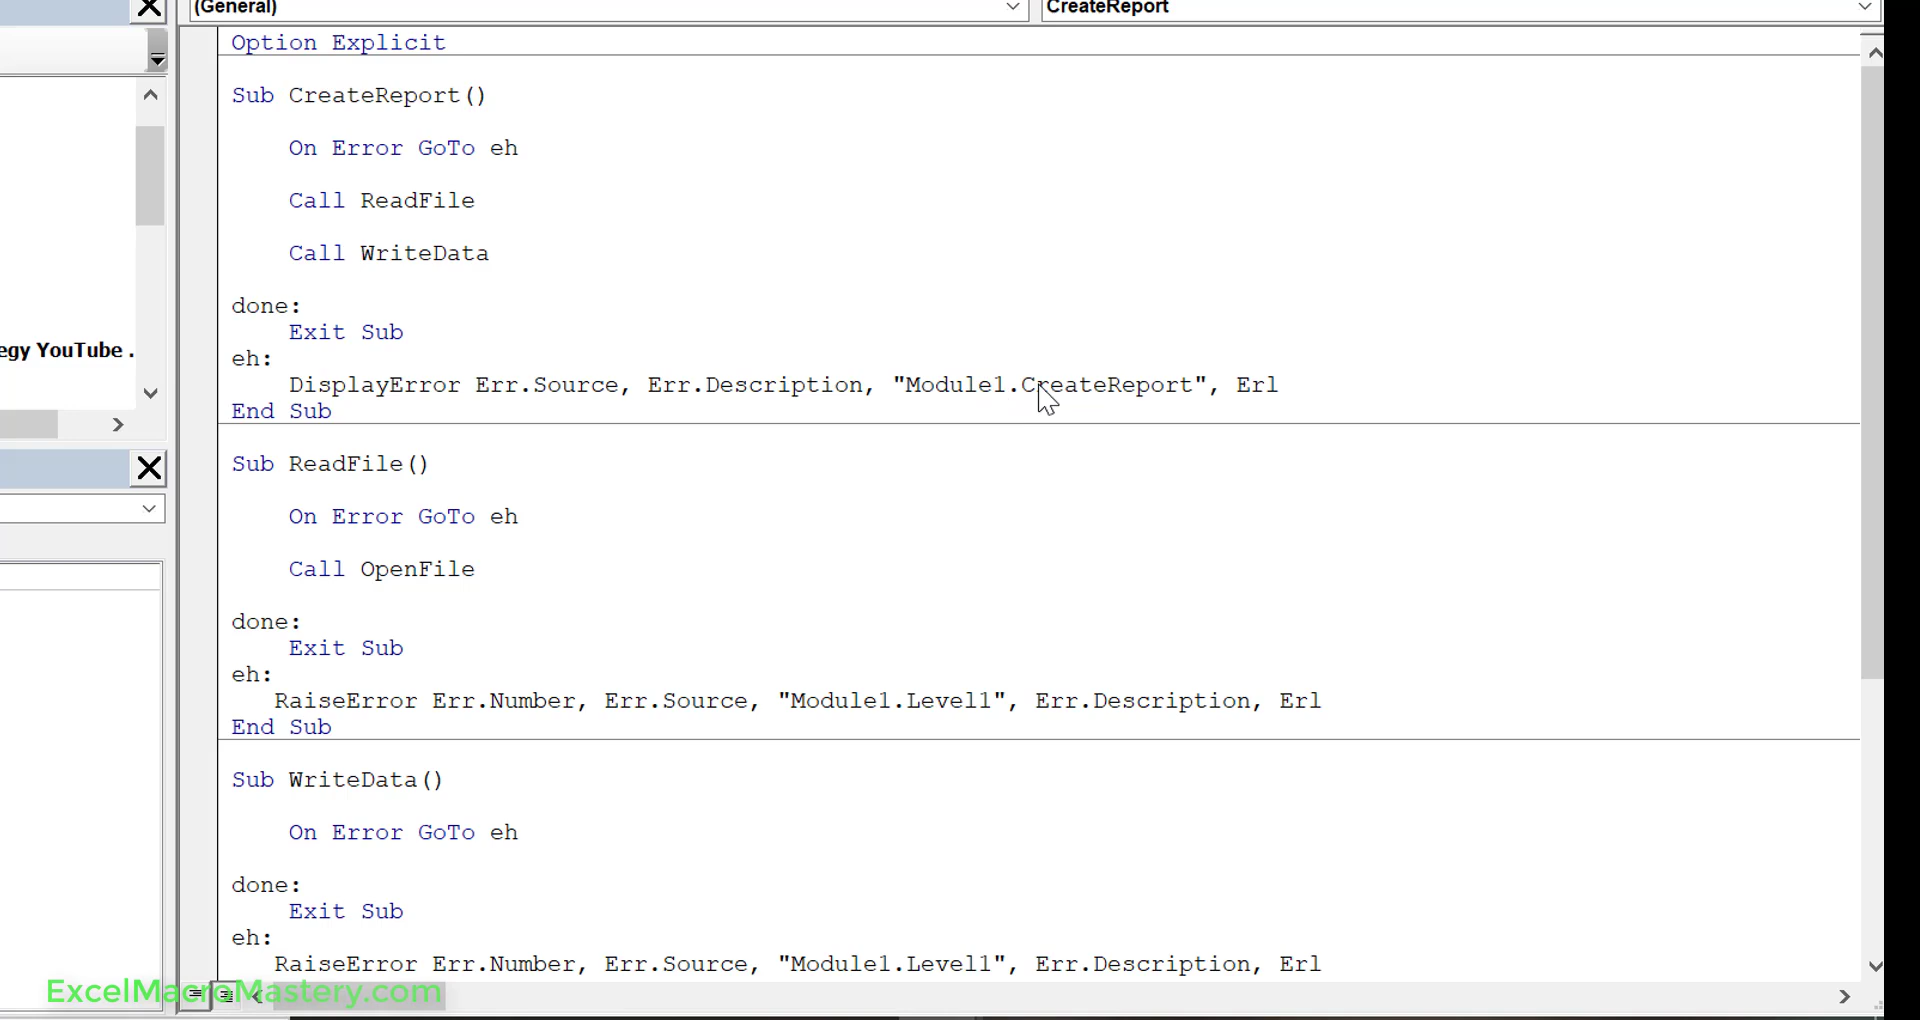 (General)
CreateReport
Option Explicit
Sub CreateReport()
On Error GoTo eh
Call ReadFile
Call WriteData
done:
Exit Sub
eh:
DisplayError Err.Source, Err.Description, "Module1.CreateReport", Erl
End Sub
Sub ReadFile()
On Error GoTo eh
Call OpenFile
done:
Exit Sub
eh:
RaiseError Err.Number, Err.Source, "Module1.Level1", Err.Description, Erl
End Sub
Sub WriteData()
On Error GoTo eh
done:
Exit Sub
eh:
RaiseError Err.Number, Err.Source, "Module1.Level1", Err.Description, Erl
egy YouTube .
ExcelMacroMastery.com